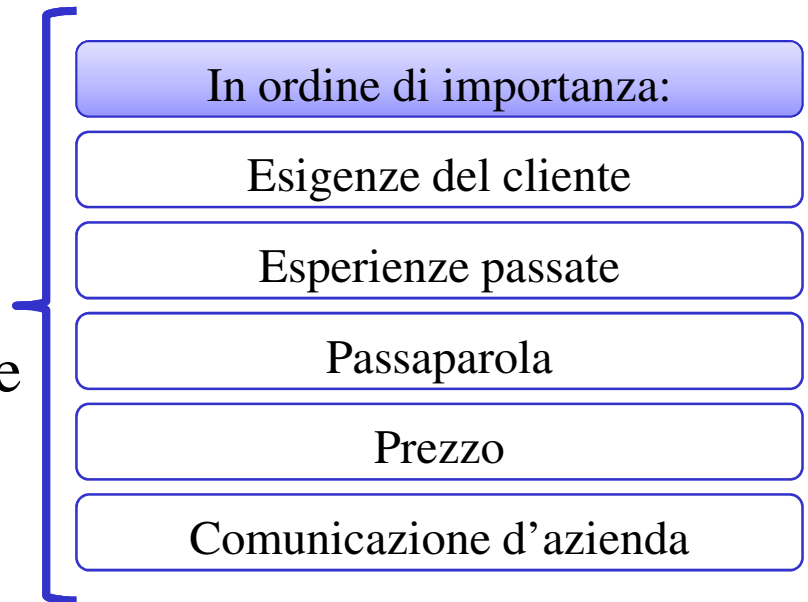 In ordine di importanza:
Esigenze del cliente
Esperienze passate
Passaparola
e
Prezzo
Comunicazione d’azienda